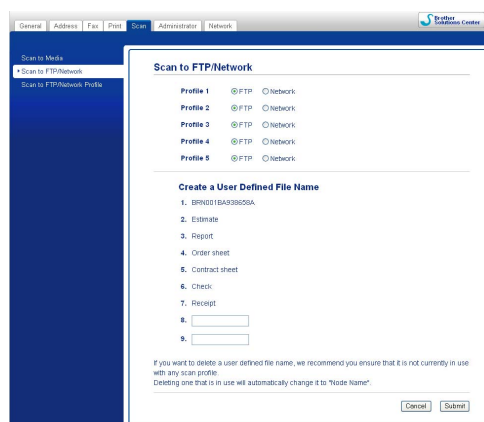 General Address Fax Print Scan Administrator Network
Brother
Solutions Center
Scan to Media
Scan to FTP/Network
Scan to FTP/Network Profile
Scan to FTP/Network
Profile 1 FTP Network
Profile 2 FTP Network
Profile 3 FTP Network
Profile 4 FTP Network
Profile 5 FTP Network
Create a User Defined File Name
1. BRN001BA938658A
2. Estimate
3. Report
4. Order sheet
5. Contract sheet
6. Check
7. Receipt
8.
9.
If you want to delete a user defined file name, we recommend you ensure that it is not currently in use
with any scan profile.
Deleting one that is in use will automatically change it to "Node Name".
Cancel Submit